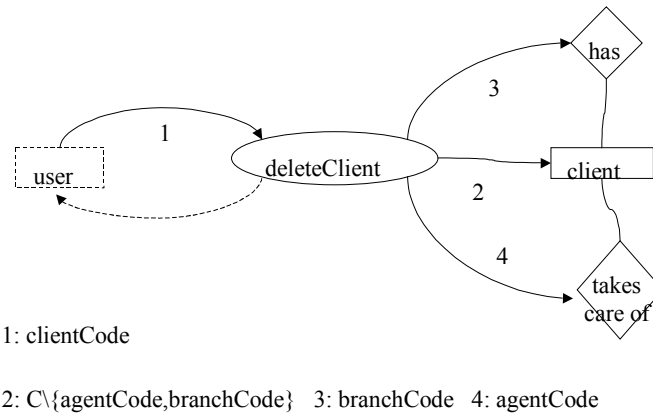 has
3
1
user
deleteClient
client
2
4
takes
care of
1: clientCode
2: C\{agentCode,branchCode} 3: branchCode 4: agentCode